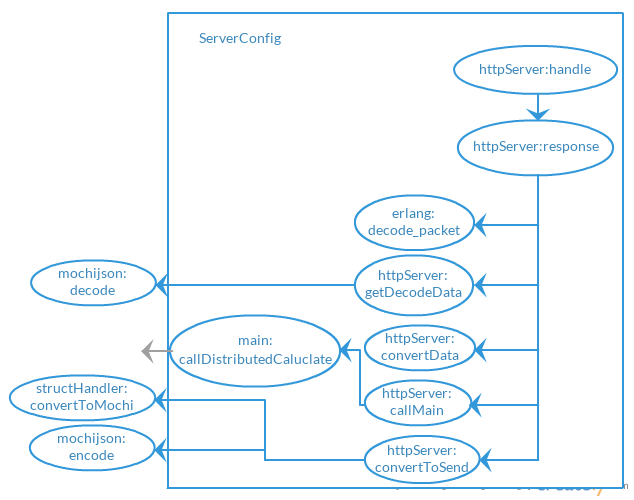 ServerConfig
httpServer:handle
httpServer:response
erlang:
decode_packet
mochijson:
decode
httpServer:
getDecodeData
main:
callDistributedCaluclate
httpServer:
convertData
structHandler:
convertToMochi
httpServer:
callMain
mochijson:
encode
httpServer:
convertToSend